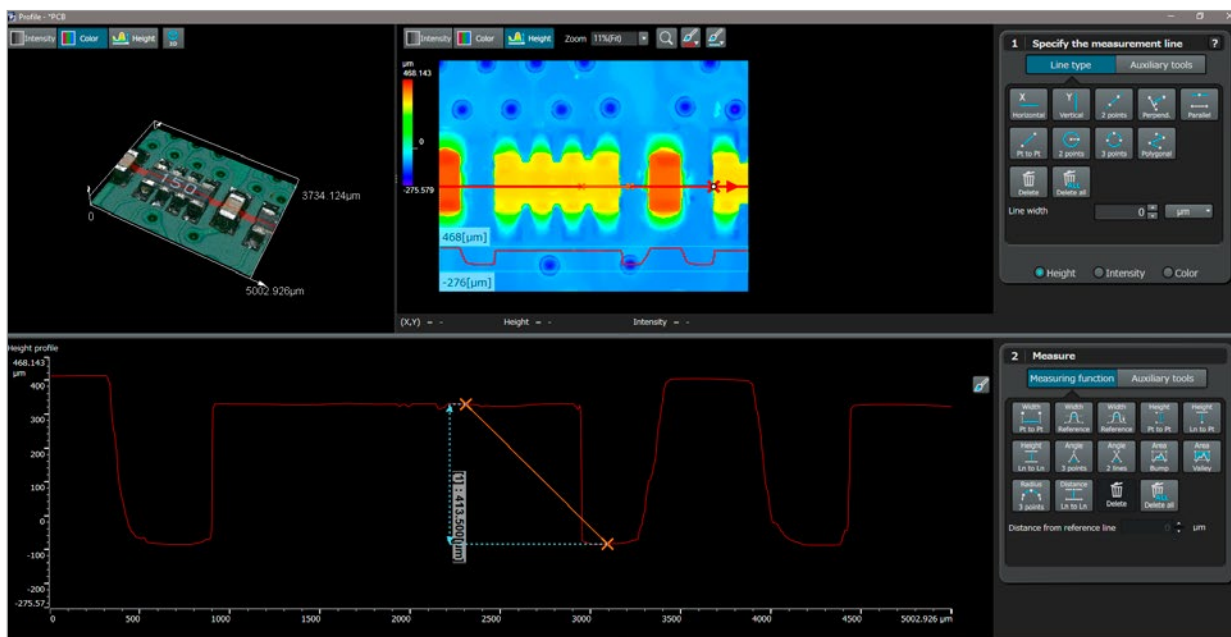 Profile - *PCB
Intensity Color Height 3D
Intensity Color Height Zoom 11%(Fit)
150
3734.124μm
0
5002.926μm
μm
468.143
0
-275.579
468[μm]
-276[μm]
(X,Y) = - Height = - Intensity = -
1 Specify the measurement line ?
Line type Auxiliary tools
X Horizontal
Y Vertical
2 points
Perpend.
Parallel
Pt to Pt
2 points
3 points
Polygonal
Delete
ALL Delete all
Line width 0 μm
Height Intensity Color
Height profile
468.143
μm
400
300
200
100
0
-100
-200
-275.57
[1]:413.500[μm]
0 500 1000 1500 2000 2500 3000 3500 4000 4500 5002.926 μm
2 Measure
Measuring function Auxiliary tools
Width Pt to Pt
Width Reference
Width Reference
Height Pt to Pt
Height Ln to Pt
Height Ln to Ln
Angle 3 points
Angle 2 lines
Area Bump
Area Valley
Radius 3 points
Distance Ln to Ln
Delete
ALL Delete all
Distance from reference line 0 μm